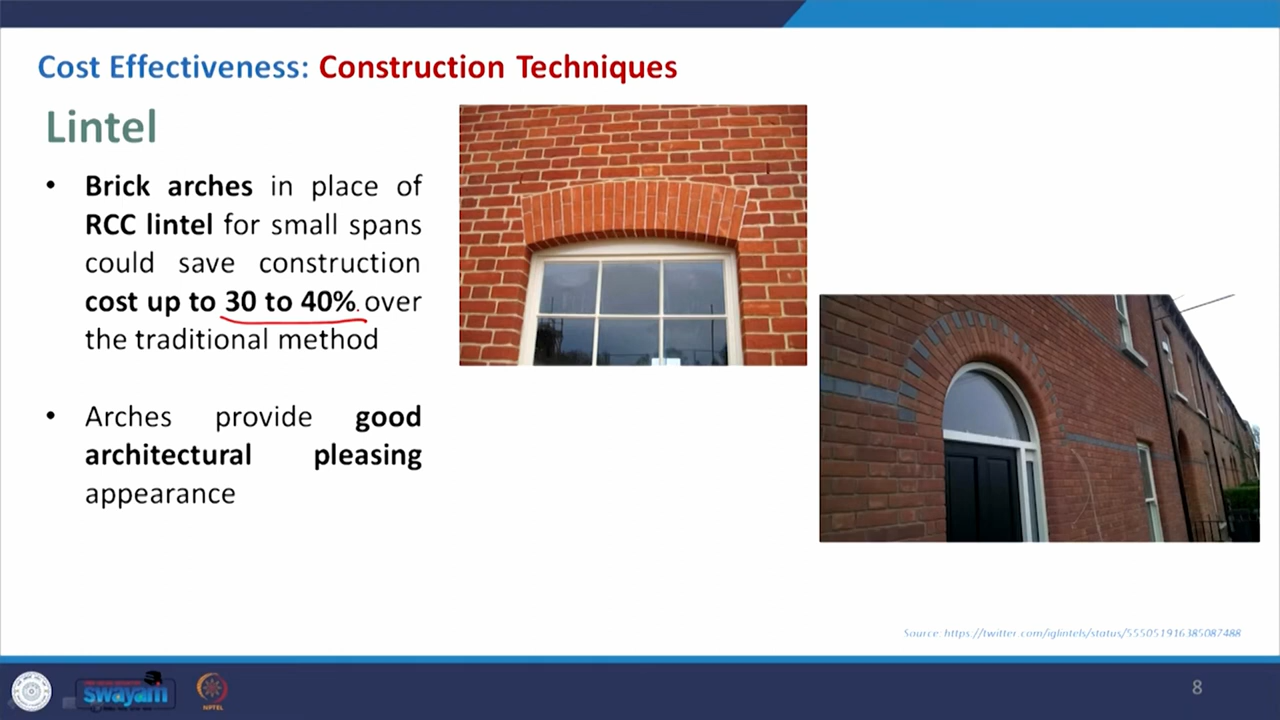 Cost Effectiveness: Construction Techniques
Lintel
• Brick arches in place of
RCC lintel for small spans
could save construction
cost up to 30 to 40%. over
the traditional method
• Arches provide good
architectural pleasing
appearance
Source: https://twitter.com/iglintels/status/555051916385087488
swayam
NPTEL
8